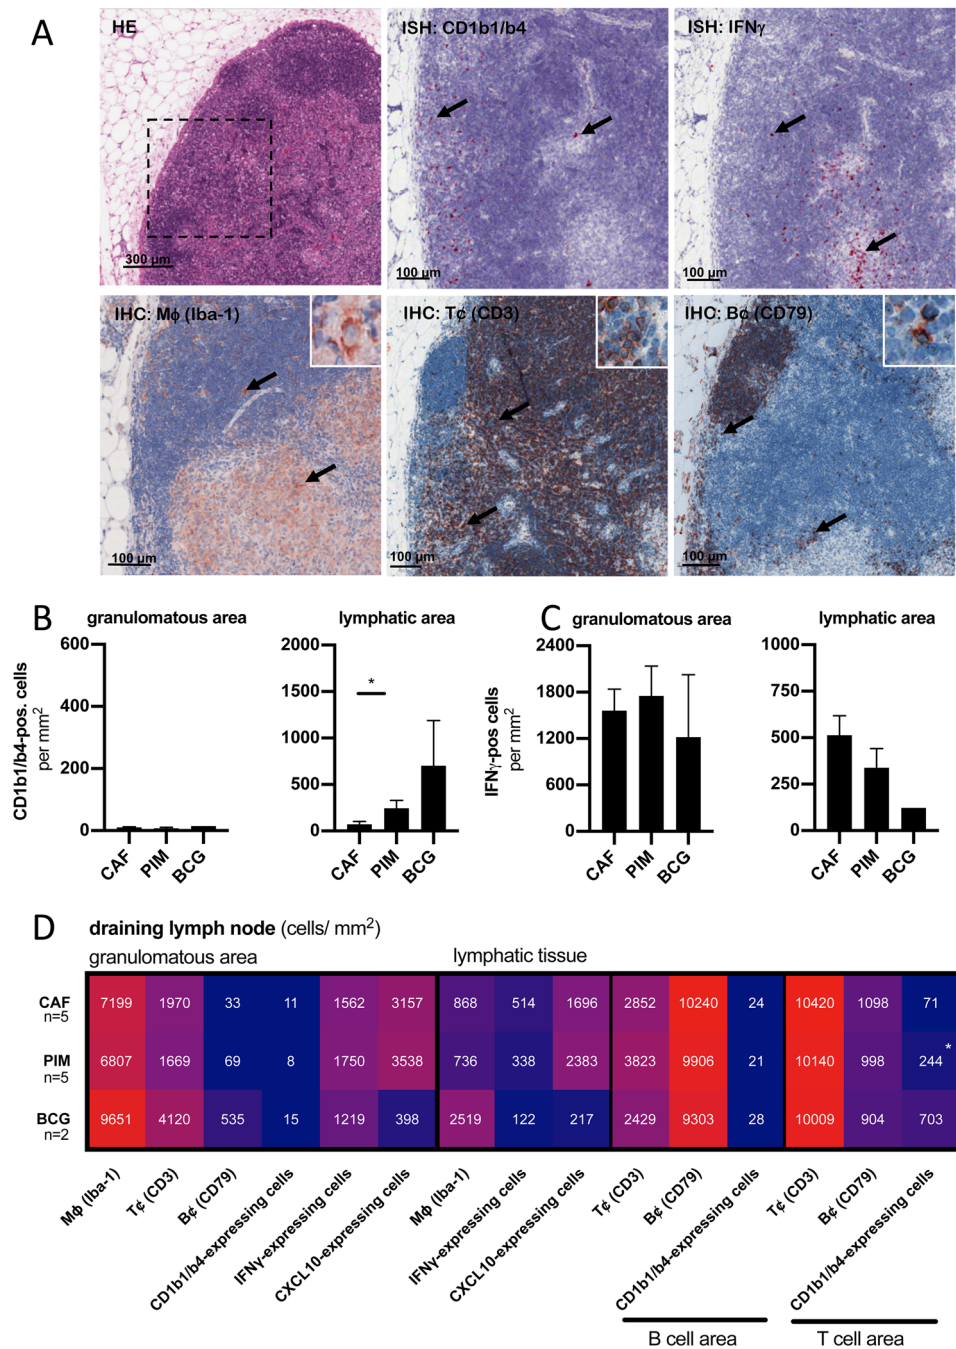 A
HE
300 µm
ISH: CD1b1/b4
100 µm
ISH: IFNγ
100 µm
IHC: Mϕ (Iba-1)
100 µm
IHC: T¢ (CD3)
100 µm
IHC: B¢ (CD79)
100 µm
B
granulomatous area
lymphatic area
CD1b1/b4-pos. cells
per mm²
600
400
200
0
CAF
PIM
BCG
2000
1500
1000
500
0
*
CAF
PIM
BCG
C
granulomatous area
lymphatic area
IFNγ-pos cells
per mm²
2400
1800
1200
600
0
CAF
PIM
BCG
1000
750
500
250
0
CAF
PIM
BCG
D
draining lymph node (cells/ mm²)
granulomatous area
lymphatic tissue
CAF 7199 1970 33 11 1562 3157 868 514 1696 2852 10240 24 10420 1098 71
n=5
PIM 6807 1669 69 8 1750 3538 736 338 2383 3823 9906 21 10140 998 244 *
n=5
BCG 9651 4120 535 15 1219 398 2519 122 217 2429 9303 28 10009 904 703
n=2
Mϕ (Iba-1)
T¢ (CD3)
B¢ (CD79)
CD1b1/b4-expressing cells
IFNγ-expressing cells
CXCL10-expressing cells
Mϕ (Iba-1)
IFNγ-expressing cells
CXCL10-expressing cells
T¢ (CD3)
B¢ (CD79)
CD1b1/b4-expressing cells
T¢ (CD3)
B¢ (CD79)
CD1b1/b4-expressing cells
B cell area
T cell area